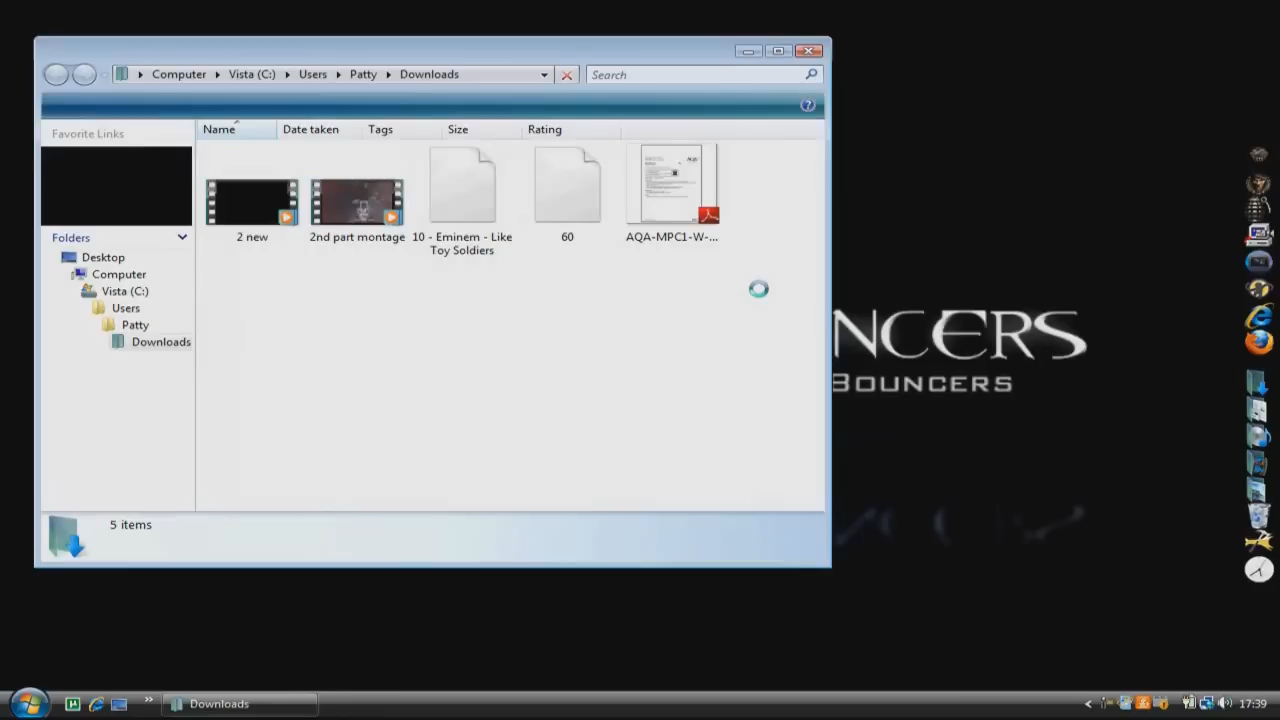 Computer
Vista (C:)
Users
Patty
Downloads
Search
Favorite Links
Name
Date taken
Tags
Size
Rating
2 new
2nd part montage
10 - Eminem - Like
Toy Soldiers
60
AQA-MPC1-W-...
Folders
Desktop
Computer
Vista (C:)
Users
Patty
Downloads
NCERS
BOUNCERS
5 items
Downloads
17:39